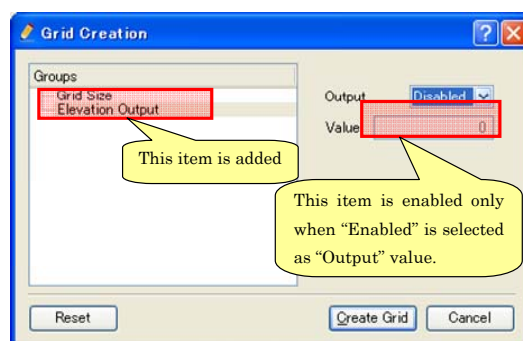 Grid Creation
Groups
Grid Size
Elevation Output
Output
Disabled
Value
0
This item is added
This item is enabled only
when “Enabled” is selected
as “Output” value.
Reset
Create Grid
Cancel